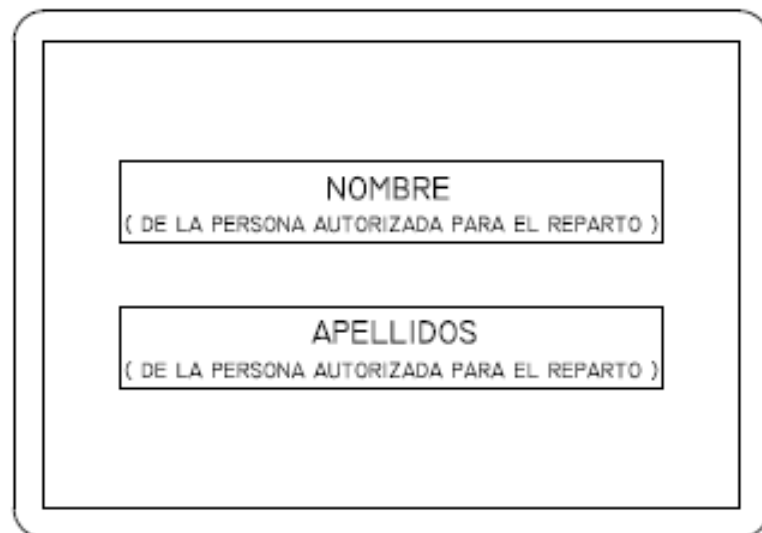 NOMBRE
( DE LA PERSONA AUTORIZADA PARA EL REPARTO )
APELLIDOS
( DE LA PERSONA AUTORIZADA PARA EL REPARTO )